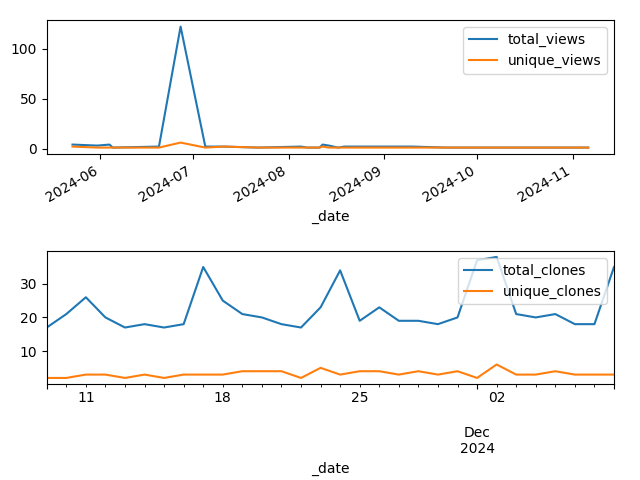 total_views
unique_views
100
50
0
2024-06
2024-07
2024-08
2024-09
2024-10
2024-11
_date
total_clones
unique_clones
30
20
10
11
18
25
02
Dec
2024
_date